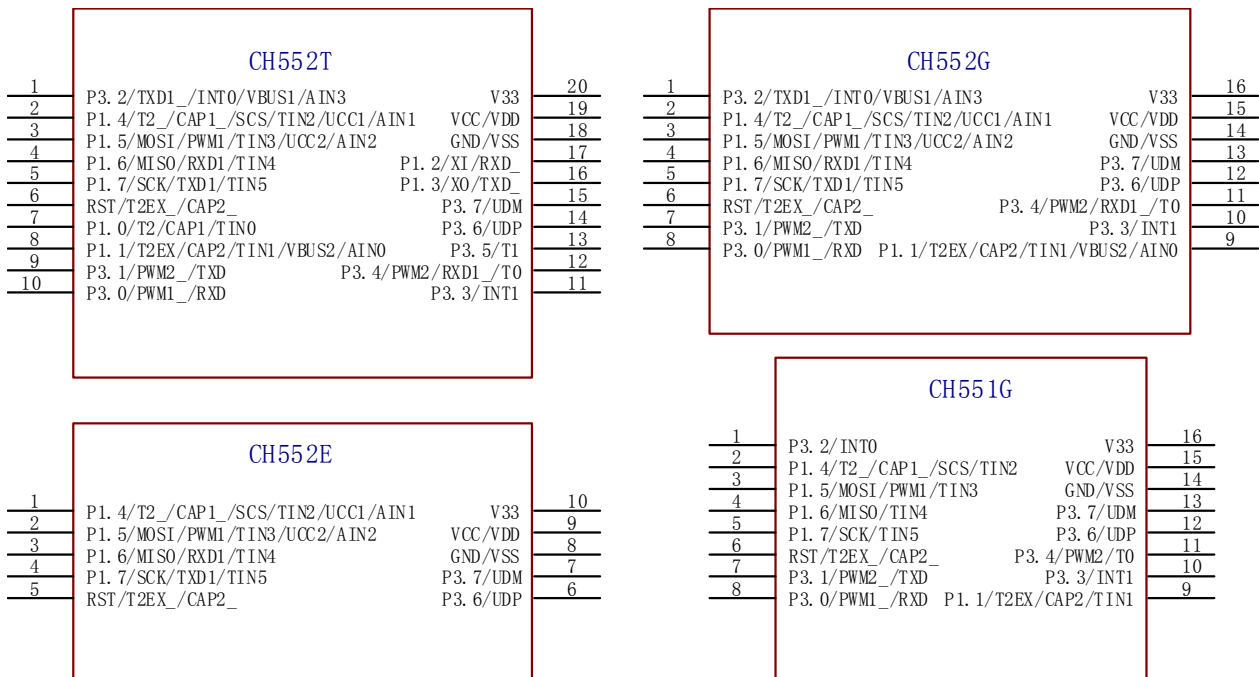 CH552T
1 P3.2/TXD1_/INT0/VBUS1/AIN3 V33 20
2 P1.4/T2_/CAP1_/SCS/TIN2/UCC1/AIN1 VCC/VDD 19
3 P1.5/MOSI/PWM1/TIN3/UCC2/AIN2 GND/VSS 18
4 P1.6/MISO/RXD1/TIN4 P1.2/XI/RXD_ 17
5 P1.7/SCK/TXD1/TIN5 P1.3/XO/TXD_ 16
6 RST/T2EX_/CAP2_ P3.7/UDM 15
7 P1.0/T2/CAP1/TIN0 P3.6/UDP 14
8 P1.1/T2EX/CAP2/TIN1/VBUS2/AIN0 P3.5/T1 13
9 P3.1/PWM2_/TXD P3.4/PWM2/RXD1_/T0 12
10 P3.0/PWM1_/RXD P3.3/INT1 11
CH552G
1 P3.2/TXD1_/INT0/VBUS1/AIN3 V33 16
2 P1.4/T2_/CAP1_/SCS/TIN2/UCC1/AIN1 VCC/VDD 15
3 P1.5/MOSI/PWM1/TIN3/UCC2/AIN2 GND/VSS 14
4 P1.6/MISO/RXD1/TIN4 P3.7/UDM 13
5 P1.7/SCK/TXD1/TIN5 P3.6/UDP 12
6 RST/T2EX_/CAP2_ P3.4/PWM2/RXD1_/T0 11
7 P3.1/PWM2_/TXD P3.3/INT1 10
8 P3.0/PWM1_/RXD P1.1/T2EX/CAP2/TIN1/VBUS2/AIN0 9
CH552E
1 P1.4/T2_/CAP1_/SCS/TIN2/UCC1/AIN1 V33 10
2 P1.5/MOSI/PWM1/TIN3/UCC2/AIN2 VCC/VDD 9
3 P1.6/MISO/RXD1/TIN4 GND/VSS 8
4 P1.7/SCK/TXD1/TIN5 P3.7/UDM 7
5 RST/T2EX_/CAP2_ P3.6/UDP 6
CH551G
1 P3.2/INT0 V33 16
2 P1.4/T2_/CAP1_/SCS/TIN2 VCC/VDD 15
3 P1.5/MOSI/PWM1/TIN3 GND/VSS 14
4 P1.6/MISO/TIN4 P3.7/UDM 13
5 P1.7/SCK/TIN5 P3.6/UDP 12
6 RST/T2EX_/CAP2_ P3.4/PWM2/T0 11
7 P3.1/PWM2_/TXD P3.3/INT1 10
8 P3.0/PWM1_/RXD P1.1/T2EX/CAP2/TIN1 9